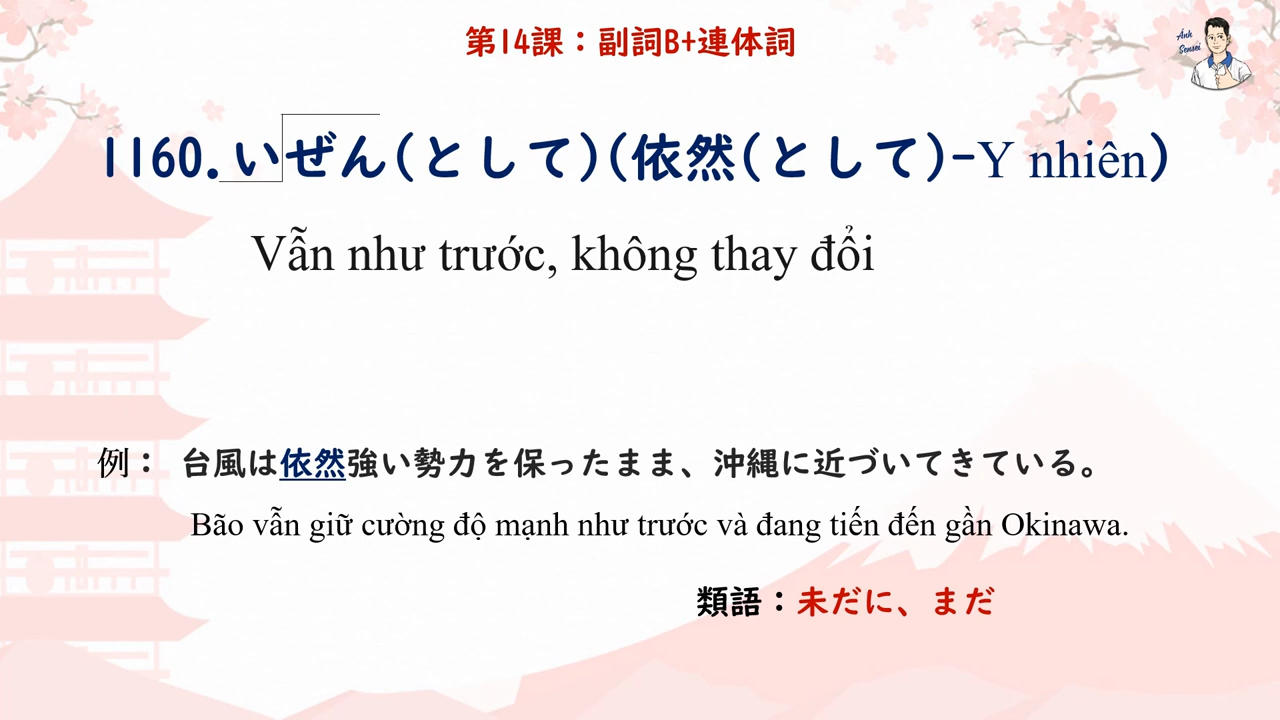 第14課：副詞B+連体詞
Anh
Sensei
1160.いぜん(として)(依然(として)-Y nhiên)
Vẫn như trước, không thay đổi
例： 台風は依然強い勢力を保ったまま、沖縄に近づいてきている。
Bão vẫn giữ cường độ mạnh như trước và đang tiến đến gần Okinawa.
類語：未だに、まだ